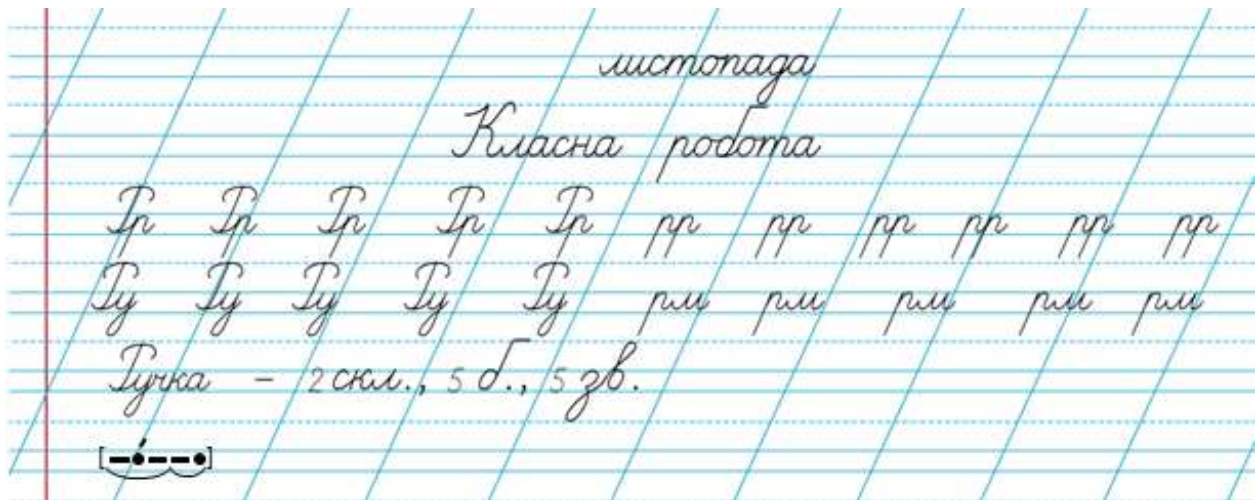 листопада
Класна робота
Рр Рр Рр Рр Рр рр рр рр рр рр рр
Ру Ру Ру Ру Ру рм рм рм рм рм
Ручка - 2 скл., 5 б., 5 зв.
[–•́––•]